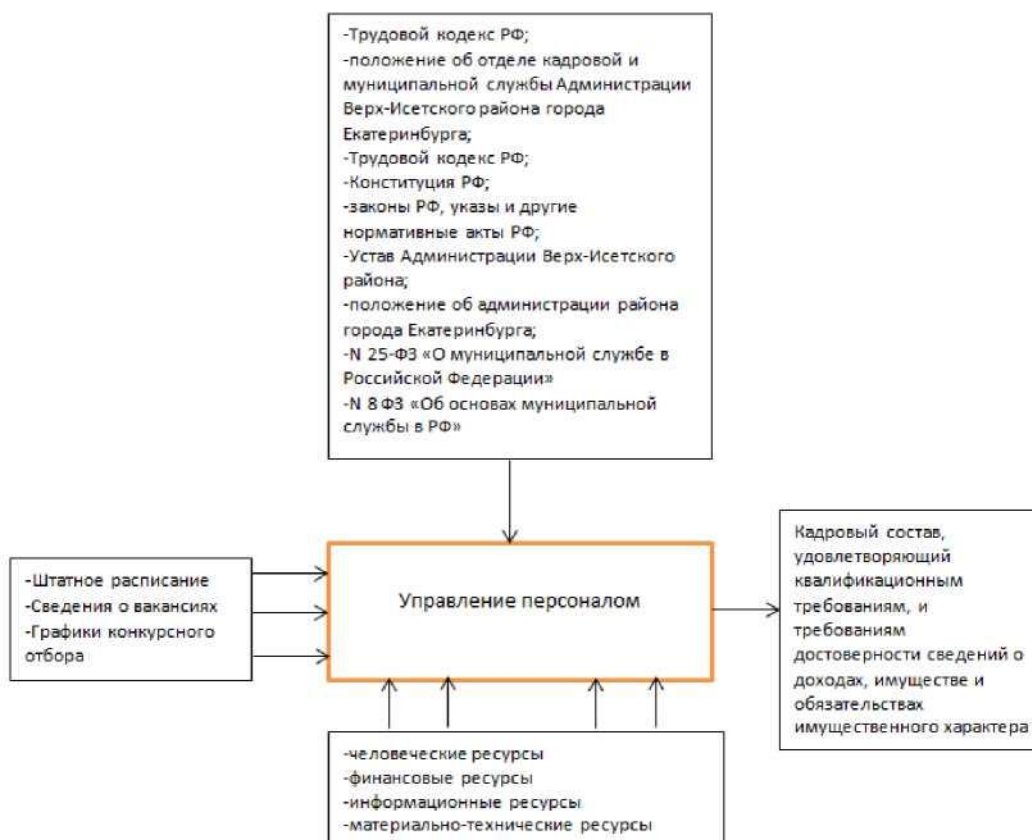 -Трудовой кодекс РФ;
-положение об отделе кадровой и
муниципальной службы Администрации
Верх-Исетского района города
Екатеринбурга;
-Трудовой кодекс РФ;
-Конституция РФ;
-законы РФ, указы и другие
нормативные акты РФ;
-Устав Администрации Верх-Исетского
района;
-положение об администрации района
города Екатеринбурга;
-N 25-ФЗ «О муниципальной службе в
Российской Федерации»
-N 8 ФЗ «Об основах муниципальной
службы в РФ»
-Штатное расписание
-Сведения о вакансиях
-Графики конкурсного
отбора
Управление персоналом
Кадровый состав,
удовлетворяющий
квалификационным
требованиям, и
требованиям
достоверности сведений о
доходах, имуществе и
обязательствах
имущественного характера
-человеческие ресурсы
-финансовые ресурсы
-информационные ресурсы
-материально-технические ресурсы